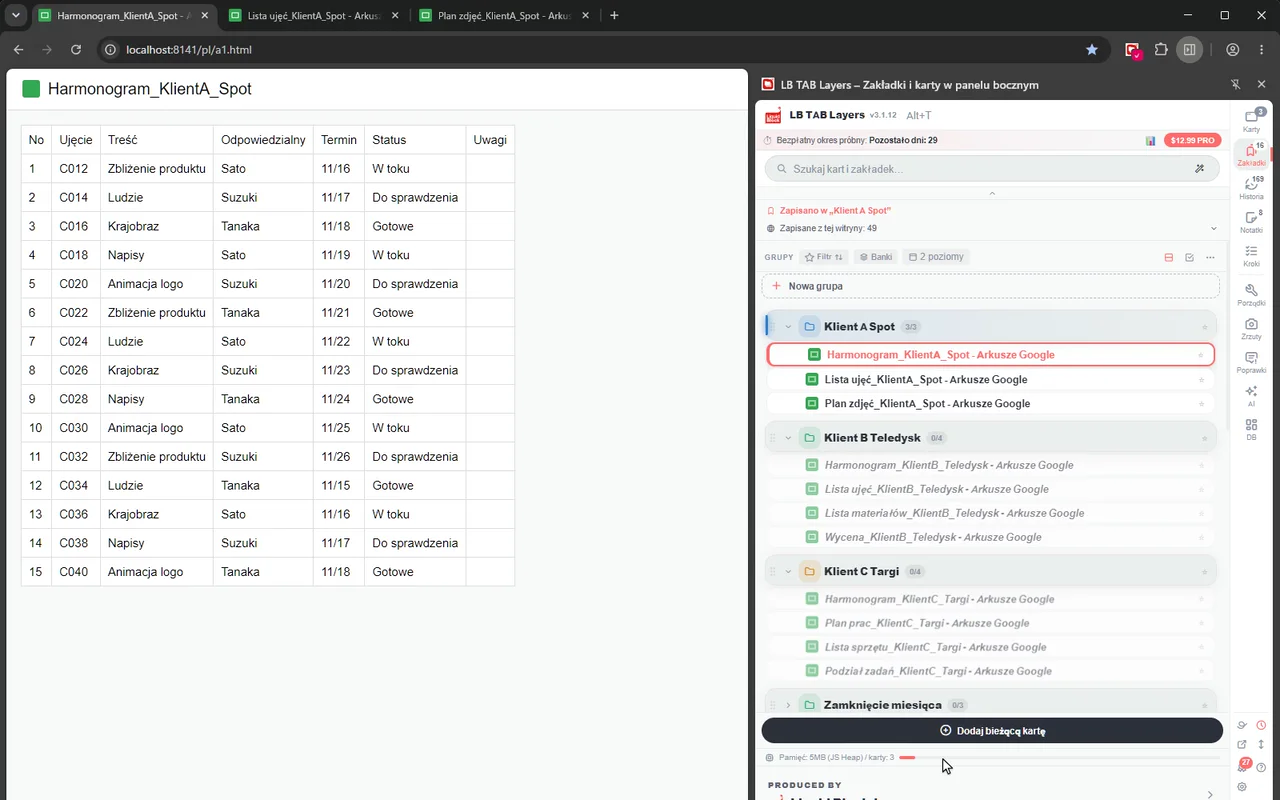 Harmonogram_KlientA_Spot - A
Lista ujęć_KlientA_Spot - Arkusz
Plan zdjęć_KlientA_Spot - Arkusz
localhost:8141/pl/a1.html
Harmonogram_KlientA_Spot
No Ujęcie Treść Odpowiedzialny Termin Status Uwagi
1 C012 Zbliżenie produktu Sato 11/16 W toku
2 C014 Ludzie Suzuki 11/17 Do sprawdzenia
3 C016 Krajobraz Tanaka 11/18 Gotowe
4 C018 Napisy Sato 11/19 W toku
5 C020 Animacja logo Suzuki 11/20 Do sprawdzenia
6 C022 Zbliżenie produktu Tanaka 11/21 Gotowe
7 C024 Ludzie Sato 11/22 W toku
8 C026 Krajobraz Suzuki 11/23 Do sprawdzenia
9 C028 Napisy Tanaka 11/24 Gotowe
10 C030 Animacja logo Sato 11/25 W toku
11 C032 Zbliżenie produktu Suzuki 11/26 Do sprawdzenia
12 C034 Ludzie Tanaka 11/15 Gotowe
13 C036 Krajobraz Sato 11/16 W toku
14 C038 Napisy Suzuki 11/17 Do sprawdzenia
15 C040 Animacja logo Tanaka 11/18 Gotowe
LB TAB Layers – Zakładki i karty w panelu bocznym
LB TAB Layers v3.1.12 Alt+T
Bezpłatny okres próbny: Pozostało dni: 29
$12.99 PRO
Szukaj kart i zakładek...
Zapisano w „Klient A Spot”
Zapisane z tej witryny: 49
GRUPY Filtr Banki 2 poziomy
Nowa grupa
Klient A Spot 3/3
Harmonogram_KlientA_Spot - Arkusze Google
Lista ujęć_KlientA_Spot - Arkusze Google
Plan zdjęć_KlientA_Spot - Arkusze Google
Klient B Teledysk 0/4
Harmonogram_KlientB_Teledysk - Arkusze Google
Lista ujęć_KlientB_Teledysk - Arkusze Google
Lista materiałów_KlientB_Teledysk - Arkusze Google
Wycena_KlientB_Teledysk - Arkusze Google
Klient C Targi 0/4
Harmonogram_KlientC_Targi - Arkusze Google
Plan prac_KlientC_Targi - Arkusze Google
Lista sprzętu_KlientC_Targi - Arkusze Google
Podział zadań_KlientC_Targi - Arkusze Google
Zamknięcie miesiąca 0/3
Dodaj bieżącą kartę
Pamięć: 5MB (JS Heap) / karty: 3
PRODUCED BY
3
Karty
16
Zakładki
169
Historia
8
Notatki
Kroki
Porządki
Zrzuty
Poprawki
AI
DB
27